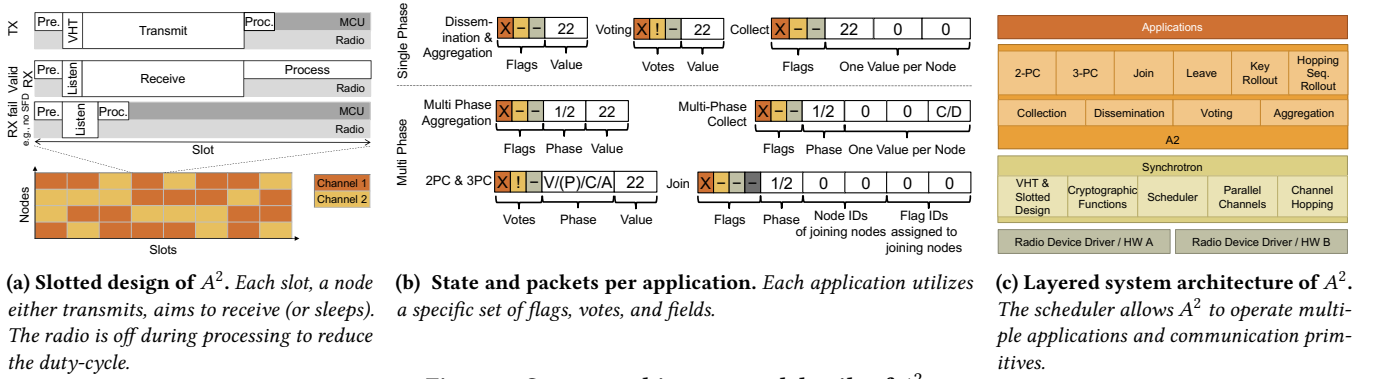 TX
Pre.
VHT
Transmit
Proc.
MCU
Radio
Valid
RX
Pre.
Listen
Receive
Process
Radio
RX fail
e.g., no SFD
Pre.
Listen
Proc.
MCU
Radio
Slot
Nodes
Channel 1
Channel 2
Slots
(a) Slotted design of A². Each slot, a node
either transmits, aims to receive (or sleeps).
The radio is off during processing to reduce
the duty-cycle.
Single Phase
Dissem-
ination &
Aggregation
X – – 22
Flags Value
Voting X ! – 22
Votes Value
Collect X – – 22 0 0
Flags One Value per Node
Multi Phase
Multi Phase
Aggregation
X – – 1/2 22
Flags Phase Value
Multi-Phase
Collect
X – – 1/2 0 0 C/D
Flags Phase One Value per Node
2PC & 3PC X ! – V/(P)/C/A 22
Votes Phase Value
Join X – – – 1/2 0 0 0 0
Flags Phase
Node IDs
of joining nodes
Flag IDs
assigned to
joining nodes
(b) State and packets per application. Each application utilizes
a specific set of flags, votes, and fields.
Applications
2-PC
3-PC
Join
Leave
Key
Rollout
Hopping
Seq.
Rollout
Collection
Dissemination
Voting
Aggregation
A2
Synchrotron
VHT &
Slotted
Design
Cryptographic
Functions
Scheduler
Parallel
Channels
Channel
Hopping
Radio Device Driver / HW A
Radio Device Driver / HW B
(c) Layered system architecture of A².
The scheduler allows A² to operate multi-
ple applications and communication prim-
itives.